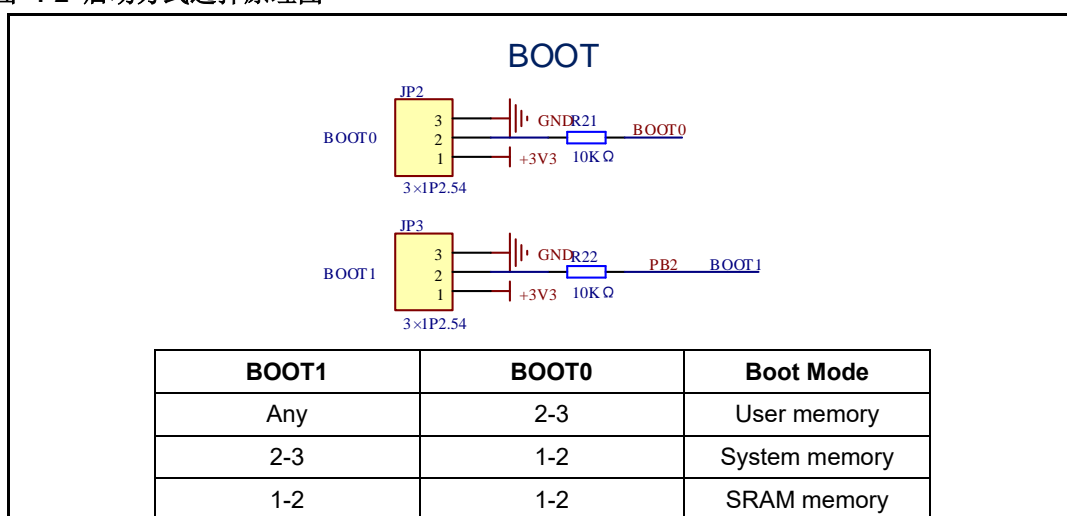 BOOT
JP2
BOOT0
3
2
1
GND
R21
BOOT0
+3V3
10KΩ
3×1P2.54
JP3
BOOT1
3
2
1
GND
R22
PB2
BOOT1
+3V3
10KΩ
3×1P2.54
BOOT1 BOOT0 Boot Mode
Any 2-3 User memory
2-3 1-2 System memory
1-2 1-2 SRAM memory